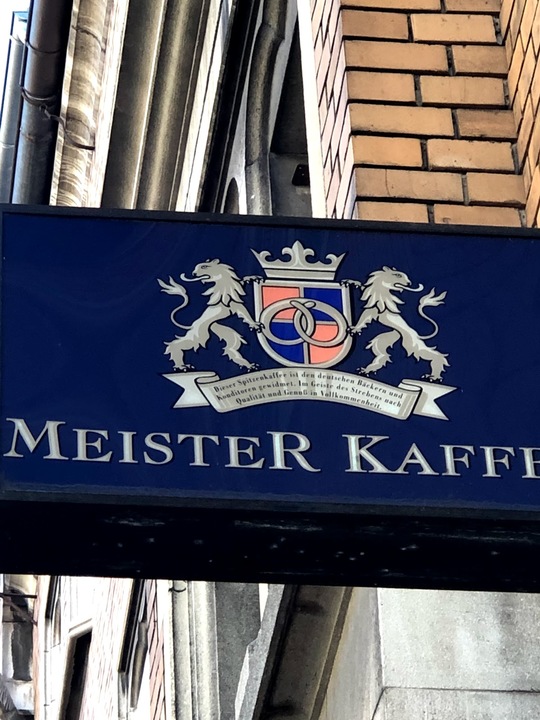 Dieser Spitzenkaffee ist den deutschen Bäckern und
Konditoren gewidmet. Im Geiste des Strebens nach
Qualität und Genuß in Vollkommenheit.
MEISTER KAFFE